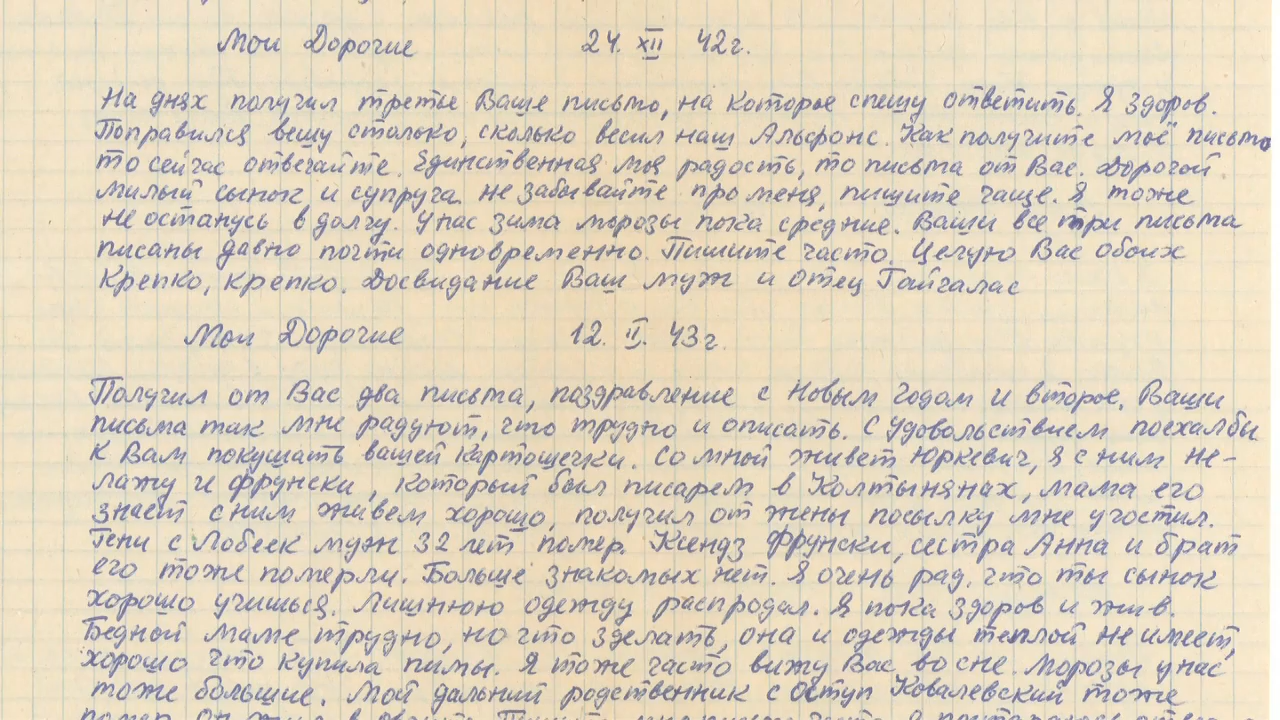 Мои Дорогие 24. XII 42г.
На днях получил третье Ваше письмо, на которое спешу ответить. Я здоров.
Поправился вешу столько, сколько весил наш Альфонс. Как получите моё письмо
то сейчас отвечайте. Единственная моя радость, то письма от Вас. Дорогой
милый сынок и супруга не забывайте про меня, пишите чаще. Я тоже
не останусь в долгу. У нас зима морозы пока средние. Ваши все три письма
писаны давно почти одновременно. Пишите часто. Целую Вас обоих
Крепко, крепко. Досвидание Ваш муж и отец Гайгалас
Мои Дорогие 12. II. 43г.
Получил от Вас два письма, поздравление с Новым годом и второе. Ваши
письма так мне радуют, что трудно и описать. С удовольствием поехал бы
к Вам покушать вашей картошечки. Со мной живет Юркевич, я с ним не-
лажу и Фрунски, который был писарем в Колтынянах, мама его
знает с ним живем хорошо, получил от жены посылку мне угостил.
Гени с Лобеек муж 32 лет помер. Ксендз Фрунски, сестра Анна и брат
его тоже померли. Больше знакомых нет. Я очень рад. что ты сынок
хорошо учишься. Лишнюю одежду распродал. Я пока здоров и жив.
Бедной маме трудно, но что зделать, она и одежды теплой не имеет,
хорошо что купила пимы. Я тоже часто вижу Вас во сне. Морозы у нас
тоже большие. Мой дальний родственник с Оступ Ковалевский тоже
помер